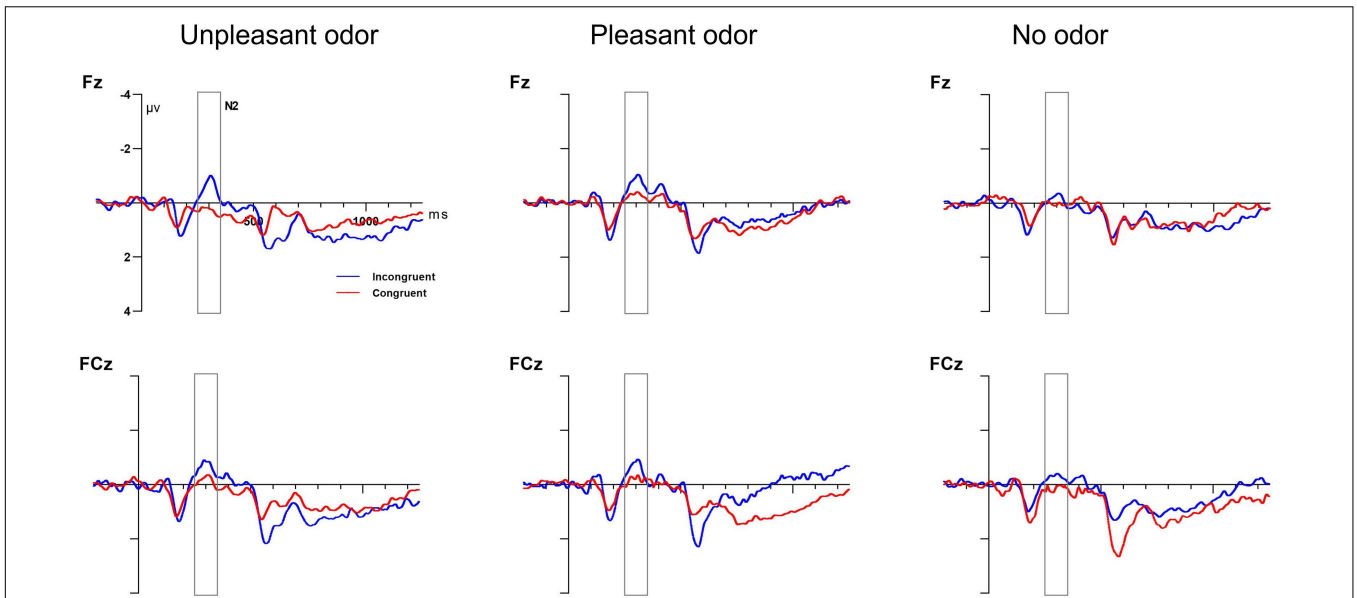 Unpleasant odor Pleasant odor No odor
Fz Fz Fz
-4 µv N2
-2
500 1000 ms
2
Incongruent
Congruent
4
FCz FCz FCz